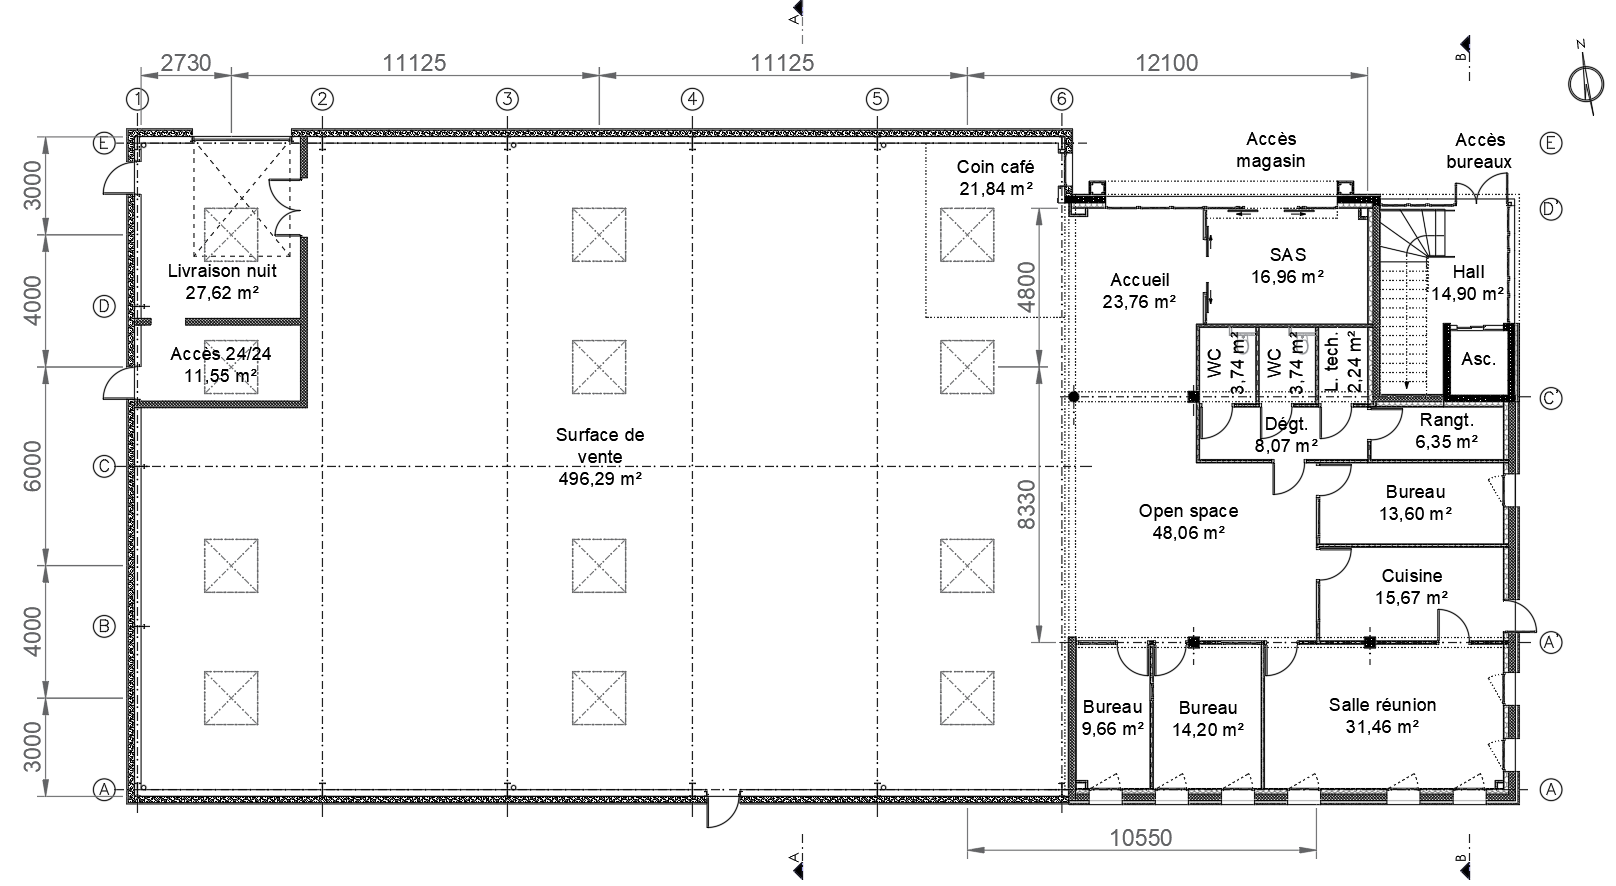 A
B
N
2730
11125
11125
12100
1
2
3
4
5
6
E
E
Accès
magasin
Accès
bureaux
Coin café
21,84 m²
3000
D'
Livraison nuit
27,62 m²
SAS
16,96 m²
Accueil
23,76 m²
Hall
14,90 m²
4000
4800
D
Accès 24/24
11,55 m²
WC
3,74 m²
WC
3,74 m²
L. tech.
2,24 m²
Asc.
C'
Surface de
vente
496,29 m²
Dégt.
8,07 m²
Rangt.
6,35 m²
6000
C
8330
Open space
48,06 m²
Bureau
13,60 m²
Cuisine
15,67 m²
4000
B
A'
Bureau
9,66 m²
Bureau
14,20 m²
Salle réunion
31,46 m²
3000
A
A
10550
A
B